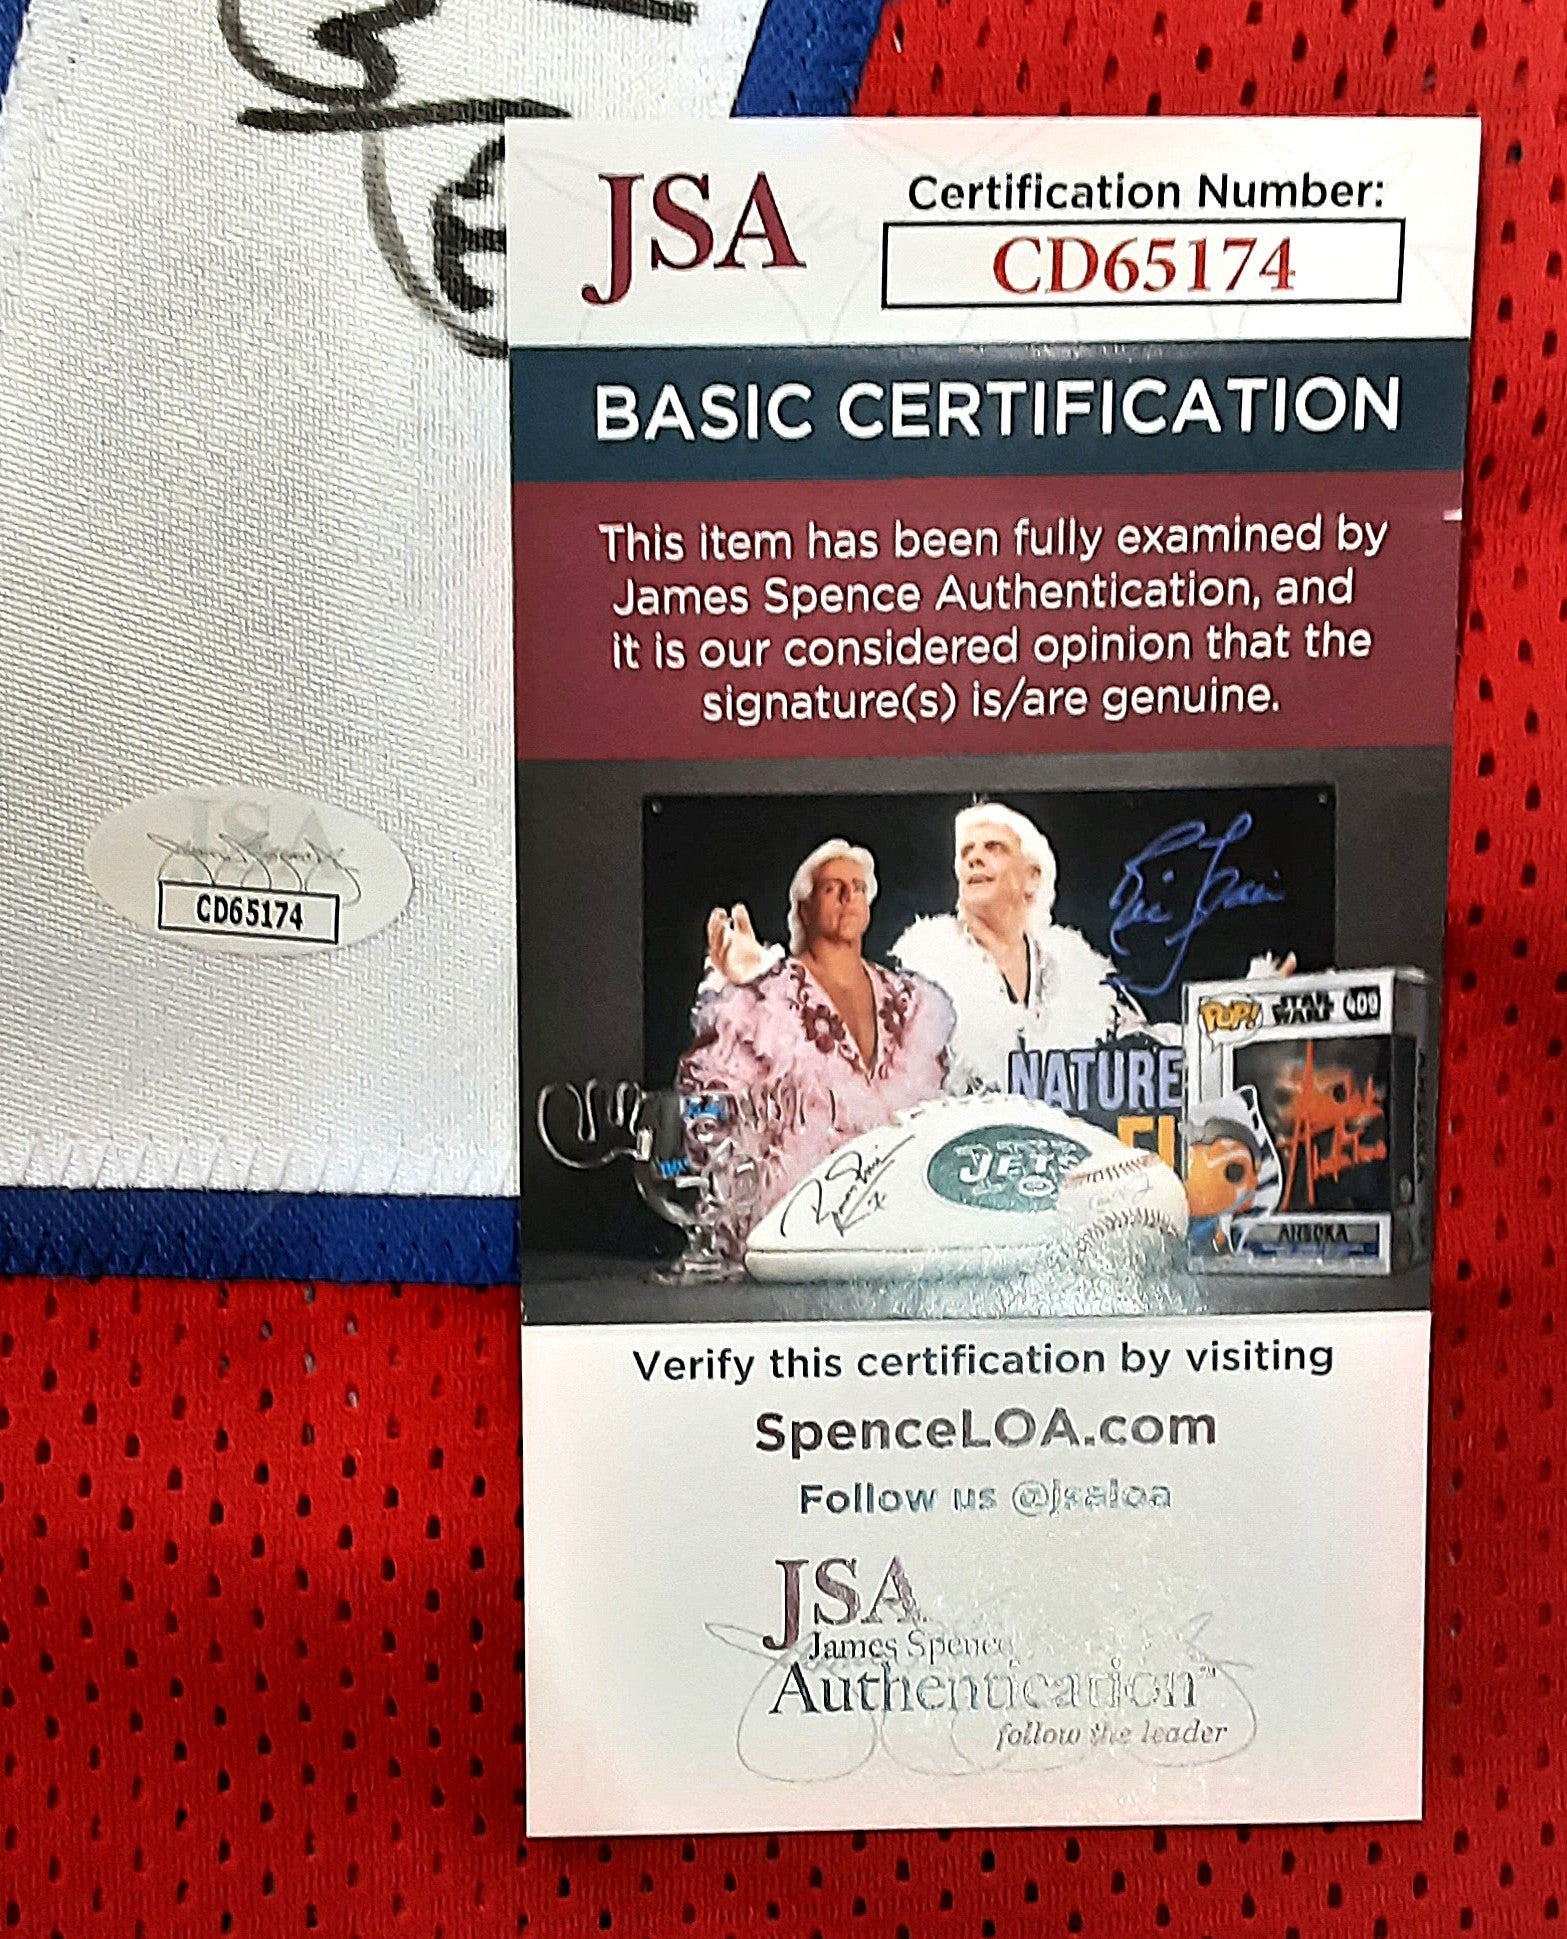 JSA
Certification Number:
CD65174
BASIC CERTIFICATION
This item has been fully examined by
James Spence Authentication, and
it is our considered opinion that the
signature(s) is/are genuine.
JSA
CD65174
POP!
STAR
WARS
409
NATURE
JETS
AHSOKA
Verify this certification by visiting
SpenceLOA.com
Follow us @jsaloa
JSA
James Spence
Authentication™
follow the leader